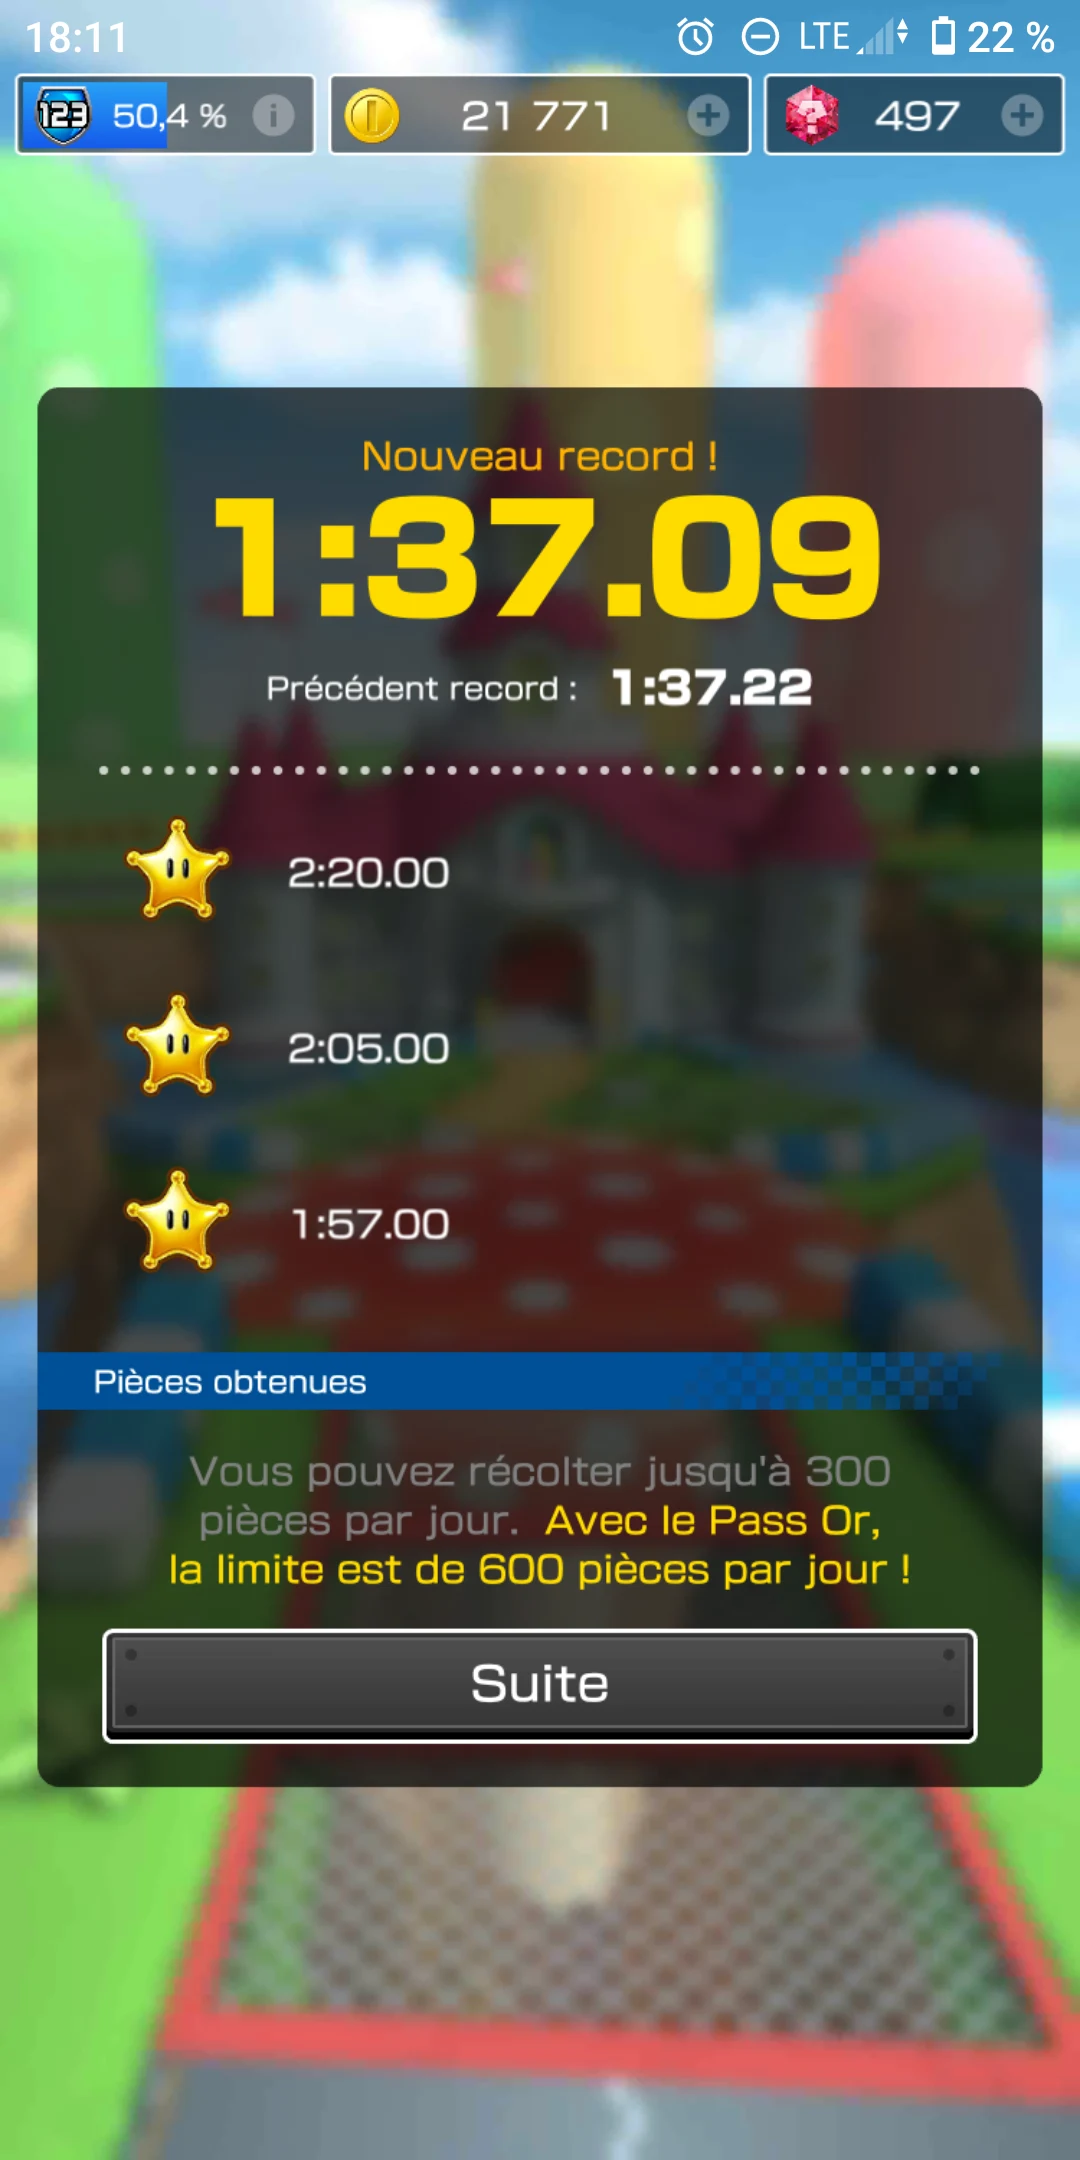 18:11 LTE 22 %
123 50,4 % i 21 771 + ? 497 +
Nouveau record !
1:37.09
Précédent record : 1:37.22
2:20.00
2:05.00
1:57.00
Pièces obtenues
Vous pouvez récolter jusqu'à 300
pièces par jour. Avec le Pass Or,
la limite est de 600 pièces par jour !
Suite